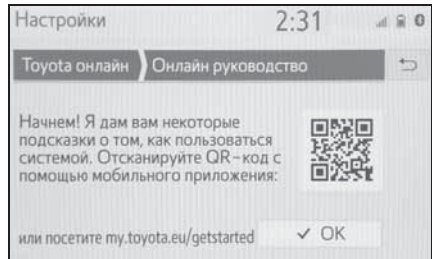 Настройки 2:31
Toyota онлайн Онлайн руководство
Начнем! Я дам вам некоторые
подсказки о том, как пользоваться
системой. Отсканируйте QR-код с
помощью мобильного приложения:
или посетите my.toyota.eu/getstarted ✓ OK